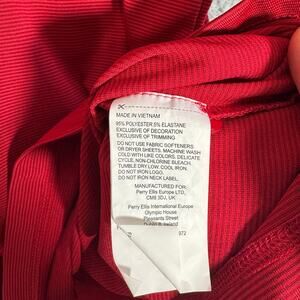 MADE IN VIETNAM
95% POLYESTER 5% ELASTANE
EXCLUSIVE OF DECORATION
EXCLUSIVE OF TRIMMING
DO NOT USE FABRIC SOFTENERS
OR DRYER SHEETS. MACHINE WASH
COLD WITH LIKE COLORS. DELICATE
CYCLE, NON-CHLORINE BLEACH.
TUMBLE DRY LOW. COOL IRON.
DO NOT IRON LOGO.
DO NOT IRON NECK LABEL.
MANUFACTURED FOR:
Perry Ellis Europe LTD,
CM8 3DJ, UK
Perry Ellis International Europe
Olympic House
Pleasants Street
Ireland
972